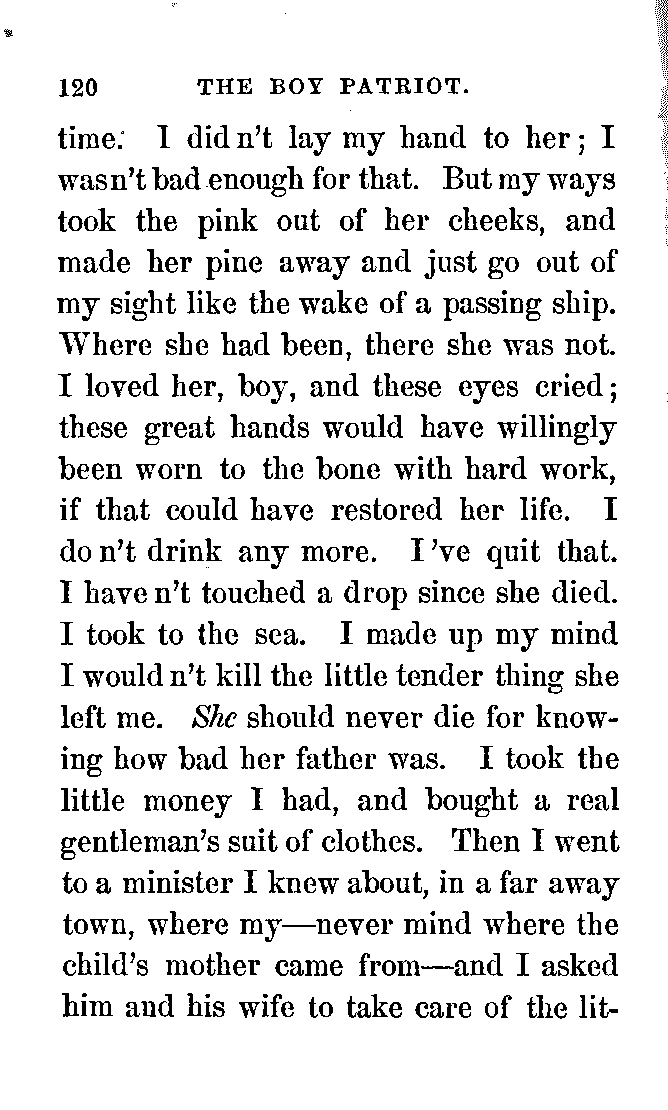 120 THE BOY PATRIOT.
time. I did n't lay my hand to her; I
was n't bad enough for that. But my ways
took the pink out of her cheeks, and
made her pine away and just go out of
my sight like the wake of a passing ship.
Where she had been, there she was not.
I loved her, boy, and these eyes cried;
these great hands would have willingly
been worn to the bone with hard work,
if that could have restored her life. I
do n't drink any more. I 've quit that.
I have n't touched a drop since she died.
I took to the sea. I made up my mind
I would n't kill the little tender thing she
left me. She should never die for know-
ing how bad her father was. I took the
little money I had, and bought a real
gentleman's suit of clothes. Then I went
to a minister I knew about, in a far away
town, where my—never mind where the
child's mother came from—and I asked
him and his wife to take care of the lit-